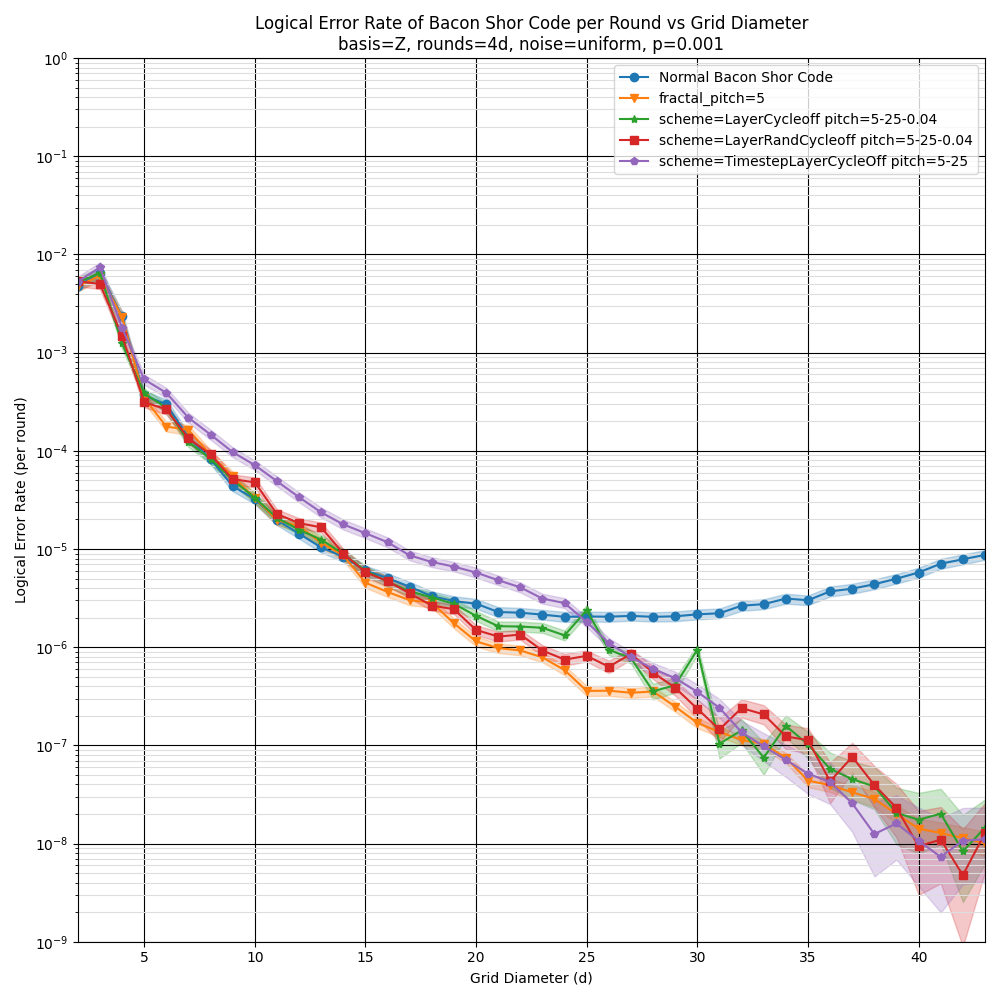 Logical Error Rate of Bacon Shor Code per Round vs Grid Diameter
basis=Z, rounds=4d, noise=uniform, p=0.001
Normal Bacon Shor Code
fractal_pitch=5
scheme=LayerCycleoff pitch=5-25-0.04
scheme=LayerRandCycleoff pitch=5-25-0.04
scheme=TimestepLayerCycleOff pitch=5-25
Logical Error Rate (per round)
10⁰
10⁻¹
10⁻²
10⁻³
10⁻⁴
10⁻⁵
10⁻⁶
10⁻⁷
10⁻⁸
10⁻⁹
5 10 15 20 25 30 35 40
Grid Diameter (d)